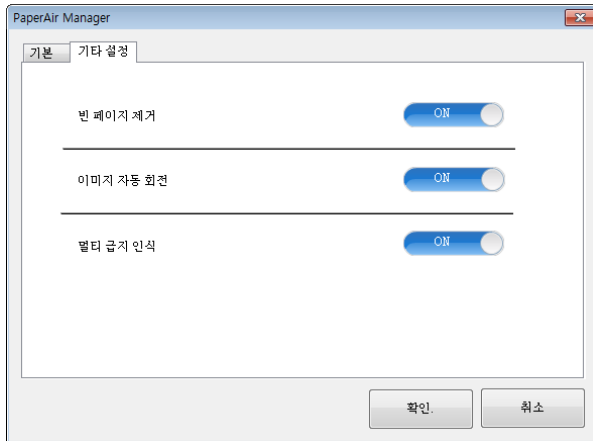 PaperAir Manager
기본 기타 설정
빈 페이지 제거 ON
이미지 자동 회전 ON
멀티 급지 인식 ON
확인. 취소